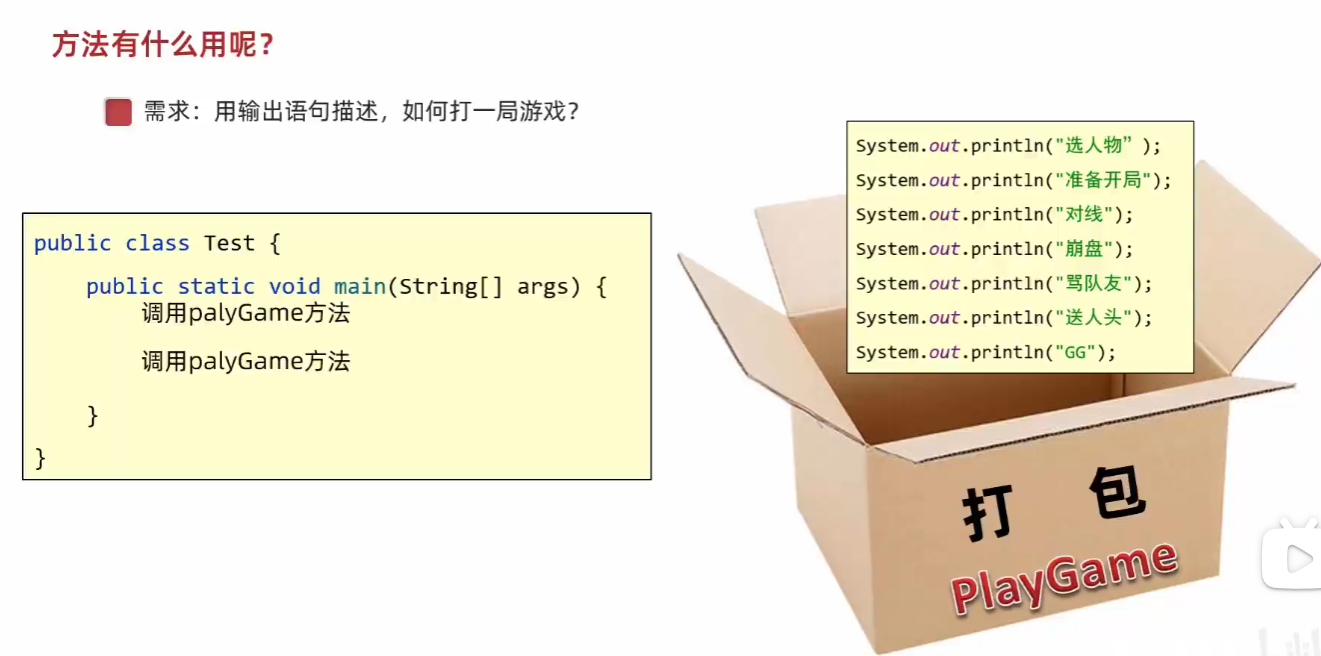 方法有什么用呢?
需求：用输出语句描述，如何打一局游戏？
public class Test {
public static void main(String[] args) {
调用palyGame方法
调用palyGame方法
}
}
System.out.println("选人物” );
System.out.println("准备开局");
System.out.println("对线");
System.out.println("崩盘");
System.out.println("骂队友");
System.out.println("送人头");
System.out.println("GG");
打 包
PlayGame